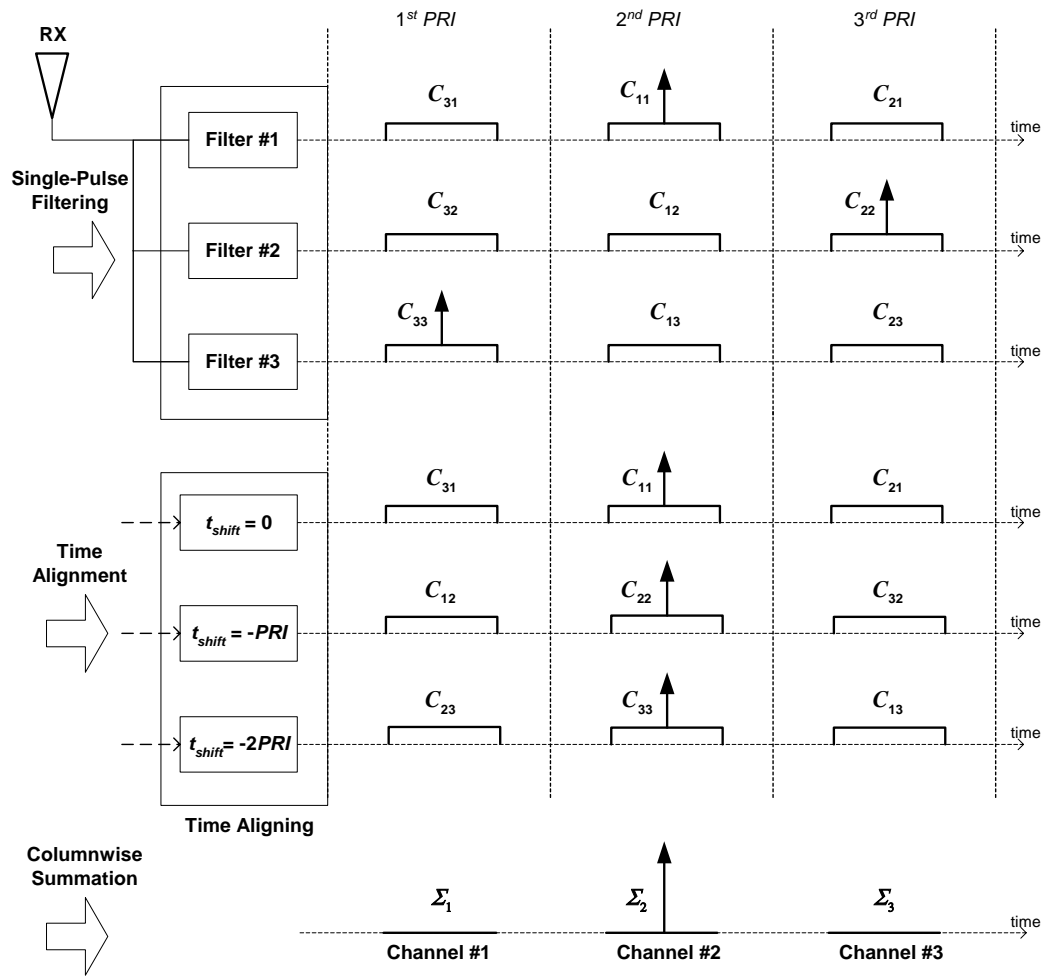 1st PRI 2nd PRI 3rd PRI
RX
C31 C11 C21
Filter #1 time
Single-Pulse
Filtering
C32 C12 C22
Filter #2 time
C33 C13 C23
Filter #3 time
C31 C11 C21
tshift = 0 time
Time
Alignment
C12 C22 C32
tshift = -PRI time
C23 C33 C13
tshift = -2PRI time
Time Aligning
Columnwise
Summation
Σ1 Σ2 Σ3 time
Channel #1 Channel #2 Channel #3